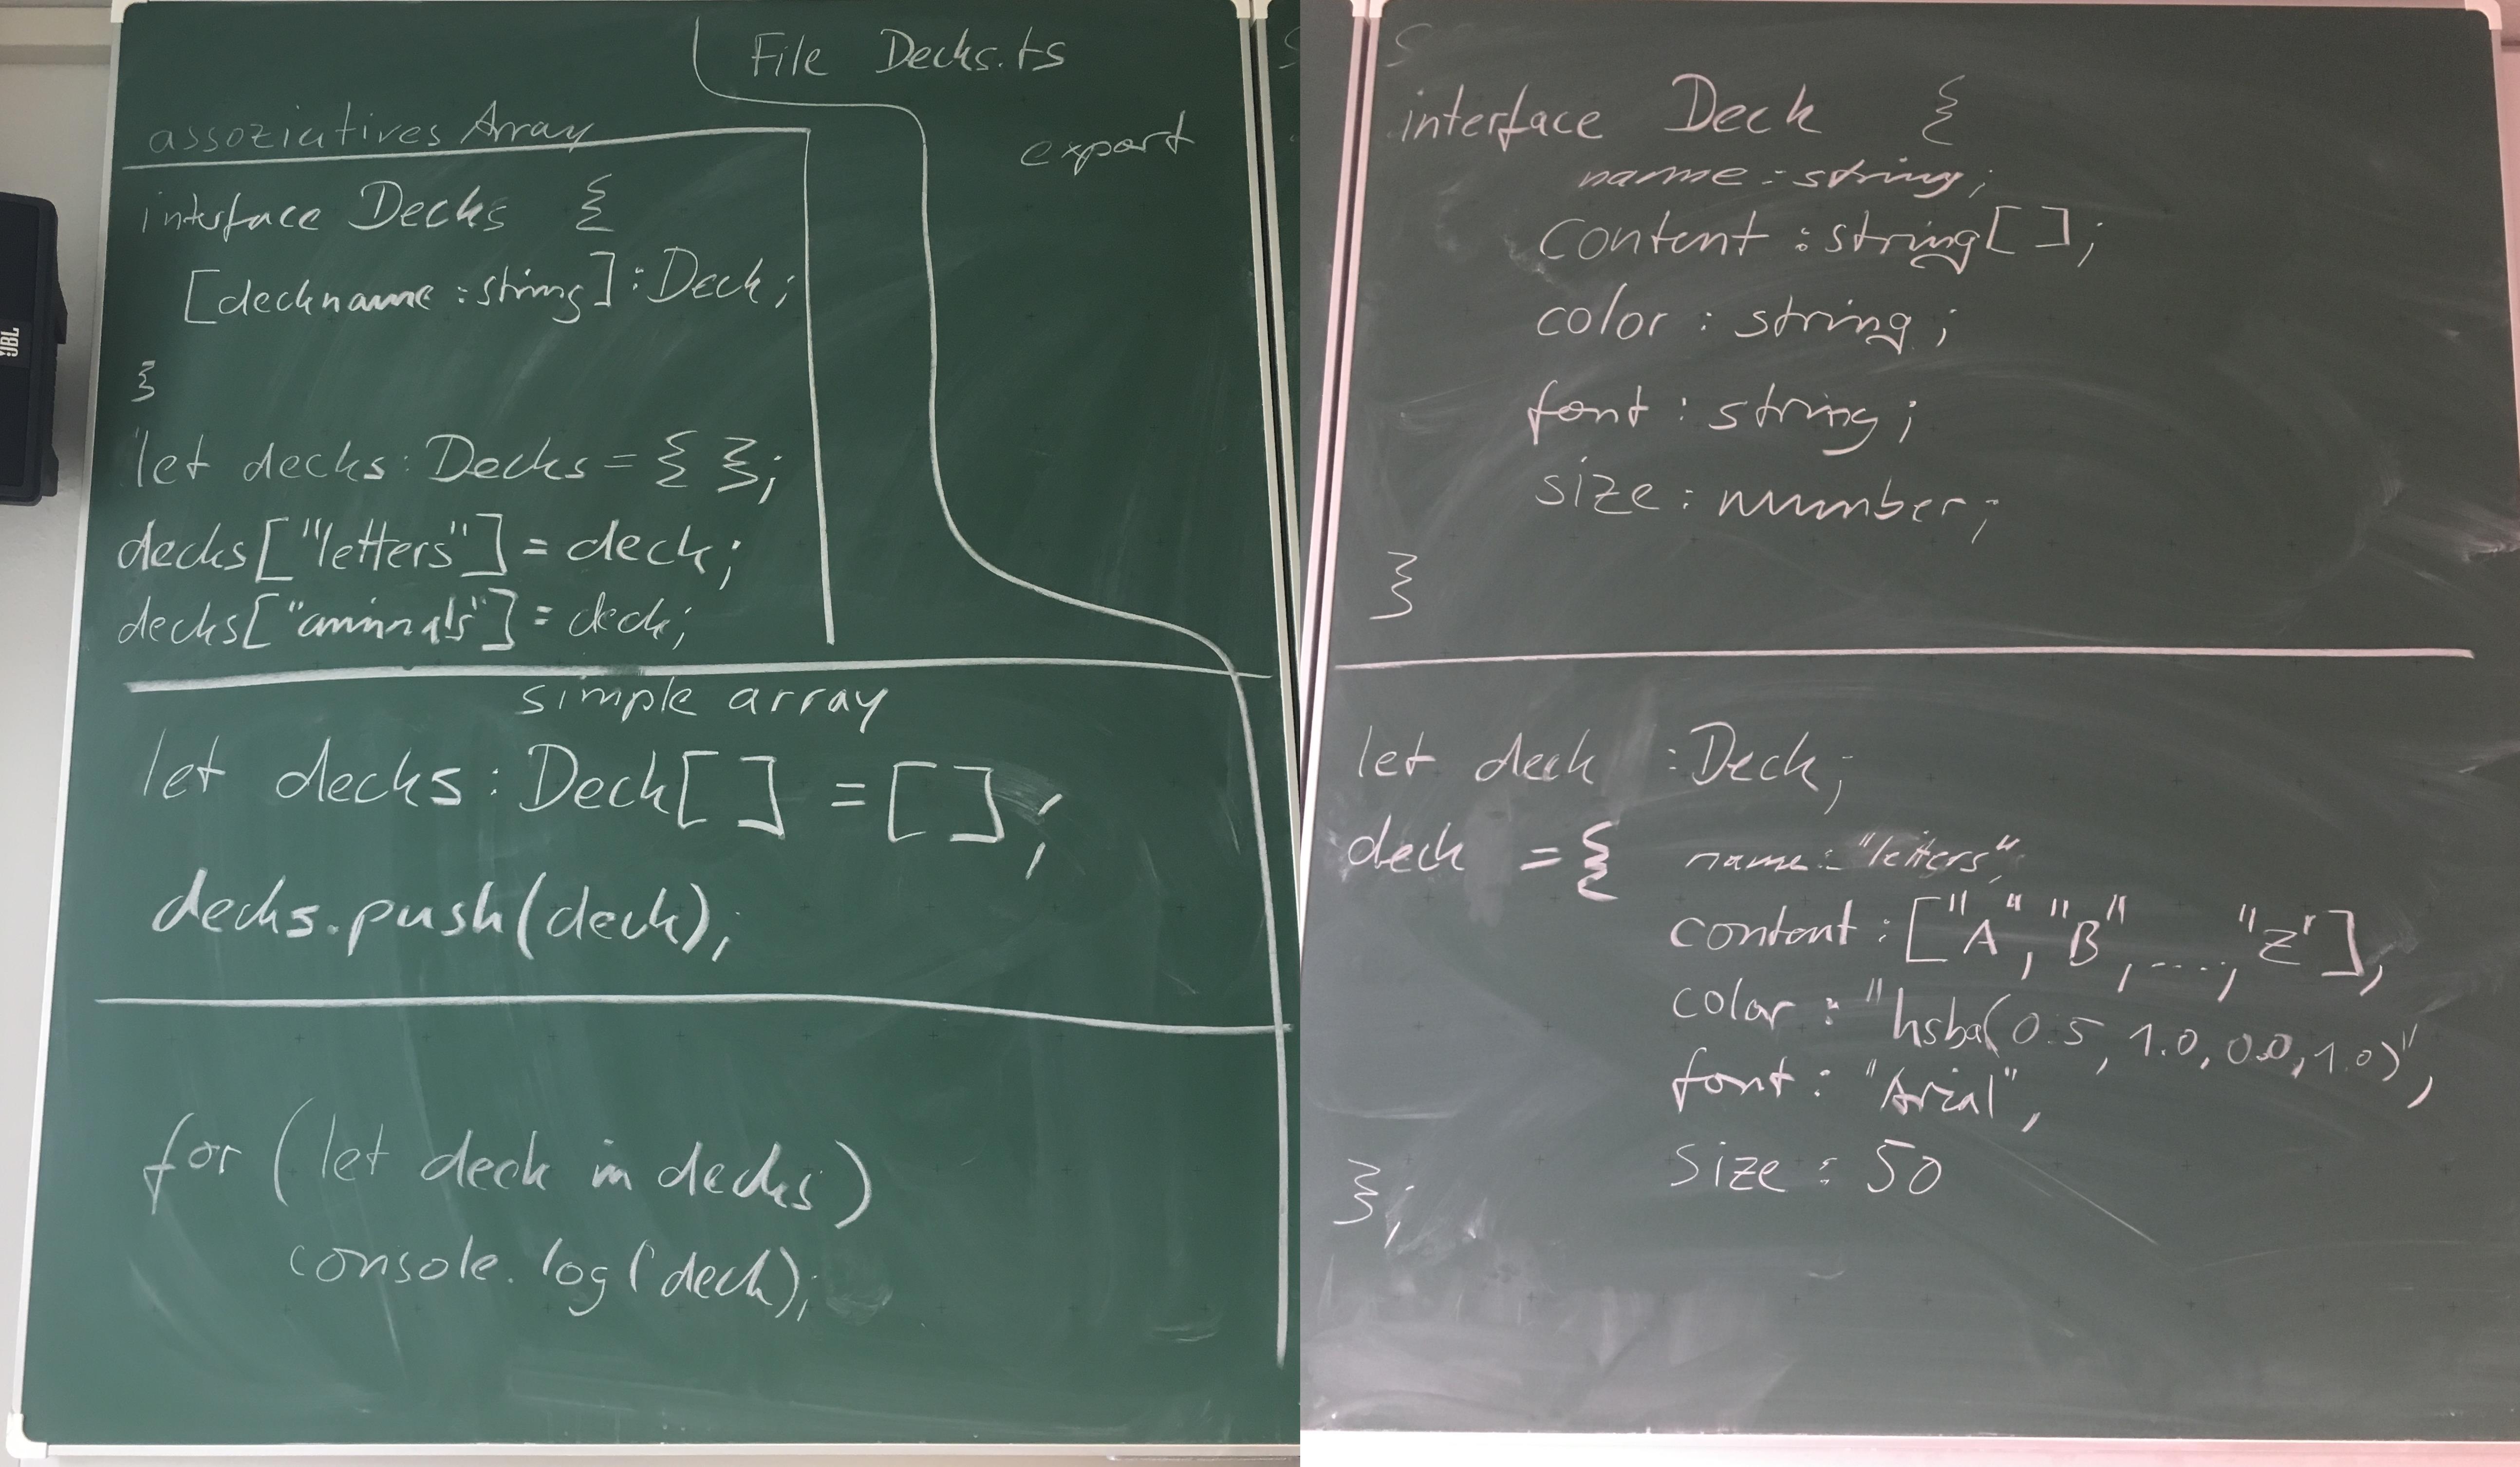 File Decks.ts
export
assoziatives Array
interface Decks {
[deckname : string] : Deck;
}
let decks : Decks = { };
decks["letters"] = deck;
decks["animals"] = deck;
simple array
let decks : Deck[ ] = [ ];
decks.push(deck);
for (let deck in decks)
console.log(deck);
JBL
interface Deck {
name : string;
content : string[ ];
color : string;
font : string;
size : number;
}
let deck : Deck;
deck = { name : "letters",
content : ["A", "B", ..., "Z"],
color : "hsba(0.5, 1.0, 0.0, 1.0)",
font : "Arial",
size : 50
};